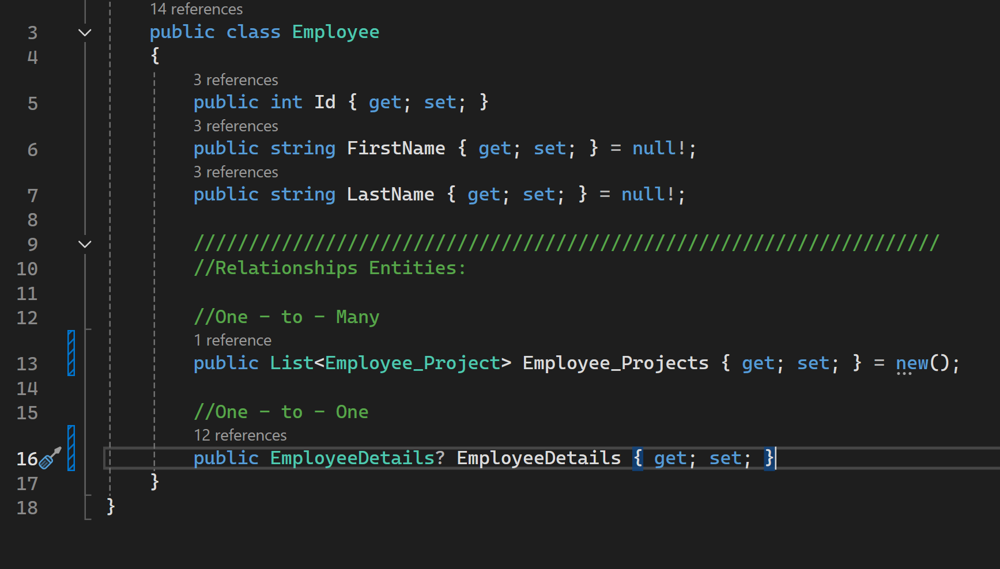 14 references
3 public class Employee
4 {
3 references
5 public int Id { get; set; }
3 references
6 public string FirstName { get; set; } = null!;
3 references
7 public string LastName { get; set; } = null!;
8
9 ////////////////////////////////////////////////////////////////////
10 //Relationships Entities:
11
12 //One - to - Many
1 reference
13 public List<Employee_Project> Employee_Projects { get; set; } = new();
14
15 //One - to - One
12 references
16 public EmployeeDetails? EmployeeDetails { get; set; }
17 }
18 }